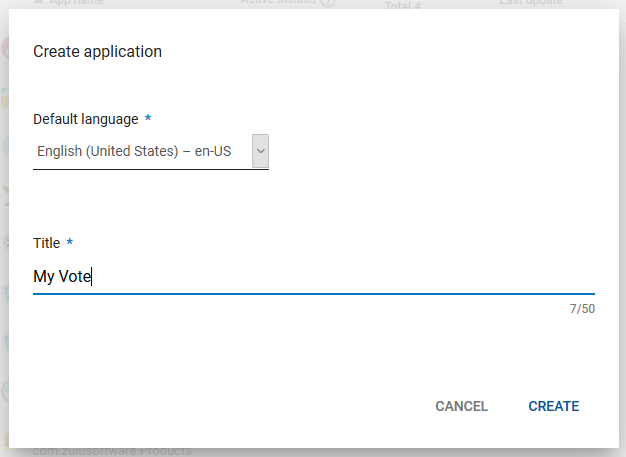 App name Active installs Total # Last update
Create application
Default language *
English (United States) – en-US
Title *
My Vote
7/50
CANCEL CREATE
com.zulusoftware.Products